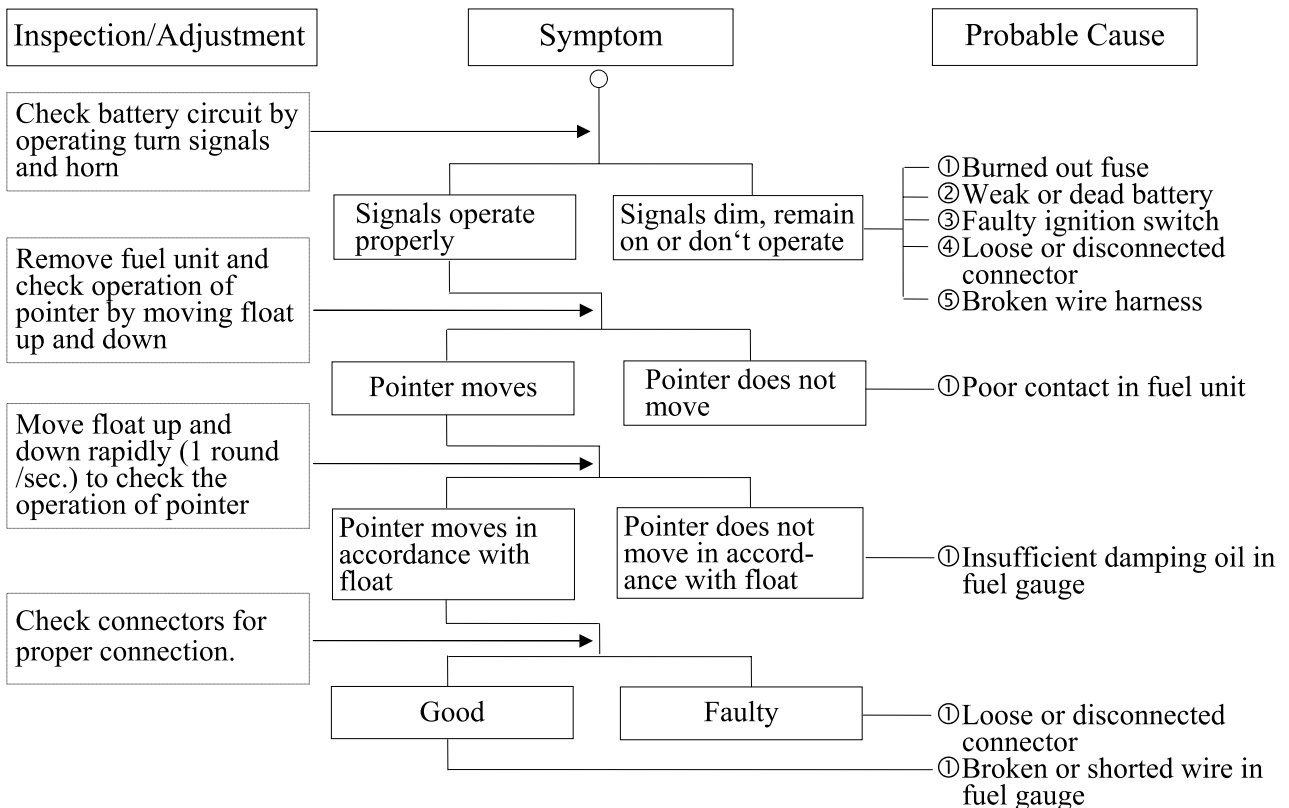 Inspection/Adjustment
Symptom
Probable Cause
Check battery circuit by
operating turn signals
and horn
Signals operate
properly
Signals dim, remain
on or don‘t operate
①Burned out fuse
②Weak or dead battery
③Faulty ignition switch
④Loose or disconnected
connector
⑤Broken wire harness
Remove fuel unit and
check operation of
pointer by moving float
up and down
Pointer moves
Pointer does not
move
①Poor contact in fuel unit
Move float up and
down rapidly (1 round
/sec.) to check the
operation of pointer
Pointer moves in
accordance with
float
Pointer does not
move in accord-
ance with float
①Insufficient damping oil in
fuel gauge
Check connectors for
proper connection.
Good
Faulty
①Loose or disconnected
connector
①Broken or shorted wire in
fuel gauge